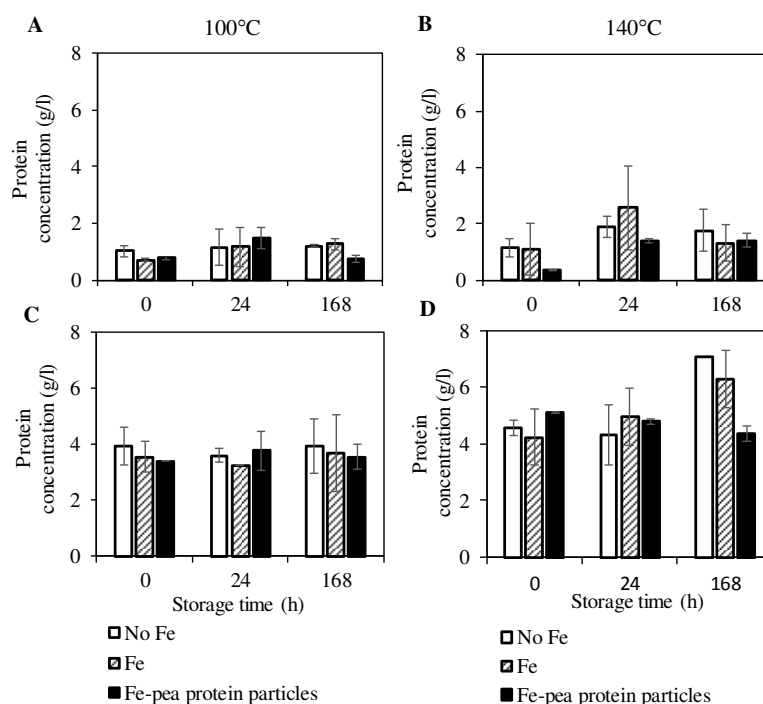 A
100°C
B
140°C
Protein
concentration (g/l)
8
6
4
2
0
0
24
168
Protein
concentration (g/l)
8
6
4
2
0
0
24
168
C
Protein
concentration (g/l)
8
6
4
2
0
0
24
168
Storage time (h)
D
Protein
concentration (g/l)
8
6
4
2
0
0
24
168
Storage time (h)
No Fe
Fe
Fe-pea protein particles
No Fe
Fe
Fe-pea protein particles